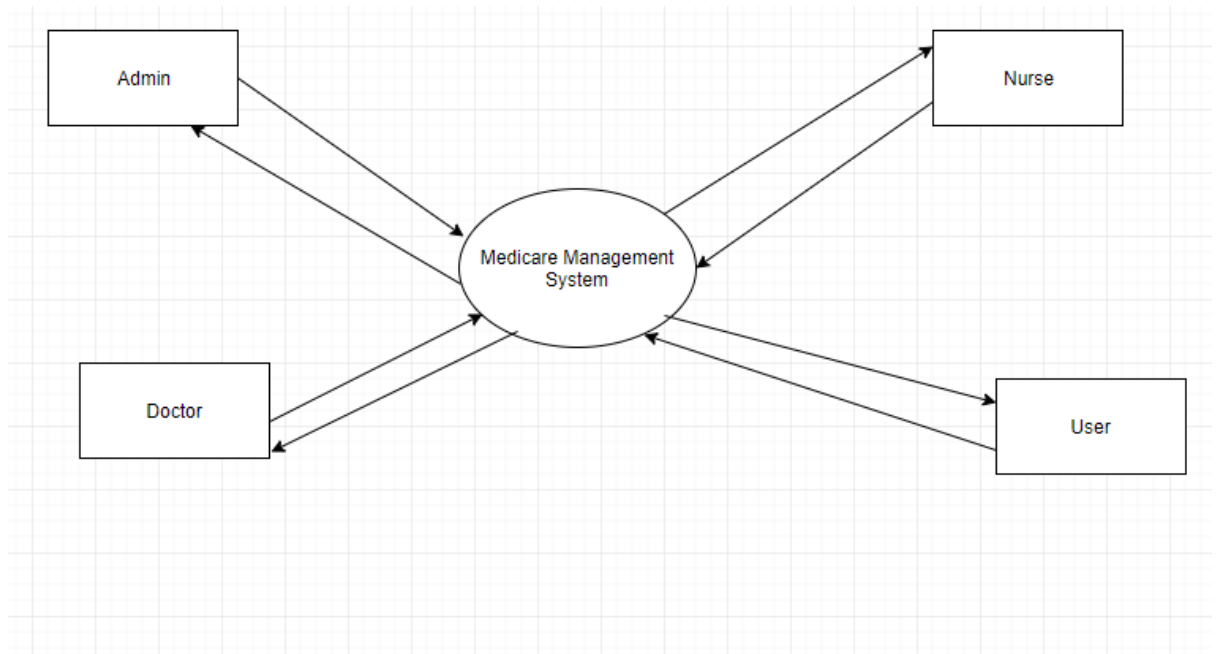 Admin
Nurse
Medicare Management
System
Doctor
User